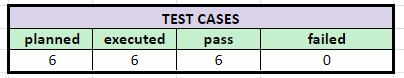 TEST CASES
planned executed pass failed
6 6 6 0